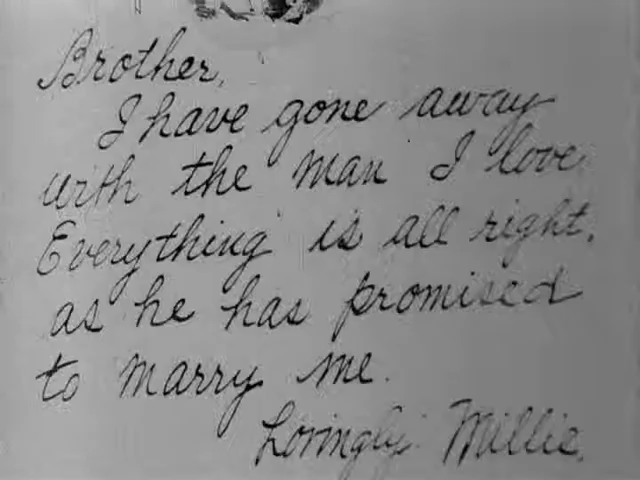 Brother,
I have gone away
with the man I love
Everything is all right,
as he has promised
to marry me.
Lovingly Millie.